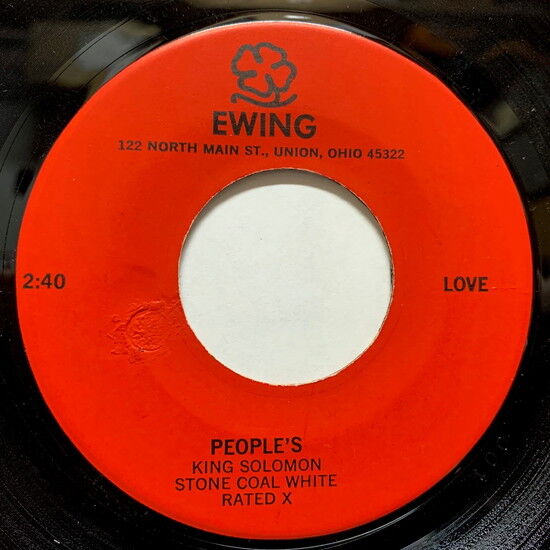 EWING
122 NORTH MAIN ST., UNION, OHIO 45322
2:40
LOVE
PEOPLE'S
KING SOLOMON
STONE COAL WHITE
RATED X